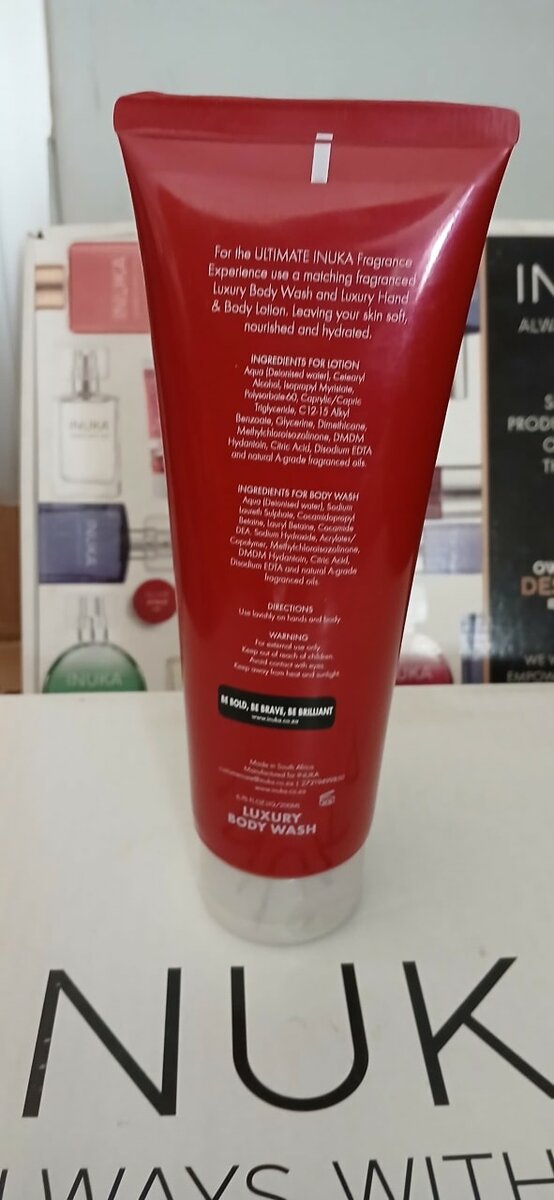 For the ULTIMATE INUKA Fragrance
Experience use a matching fragranced
Luxury Body Wash and Luxury Hand
& Body Lotion. Leaving your skin soft,
nourished and hydrated.
INGREDIENTS FOR LOTION
Aqua (Deionised water), Cetearyl
Alcohol, Isopropyl Myristate,
Polysorbate-60, Caprylic/Capric
Triglyceride, C12-15 Alkyl
Benzoate, Glycerine, Dimethicone,
Methylchloroisozolinone, DMDM
Hydantoin, Citric Acid, Disodium EDTA
and natural A-grade fragranced oils.
INGREDIENTS FOR BODY WASH
Aqua (Deionised water), Sodium
Laureth Sulphate, Cocamidopropyl
Betaine, Lauryl Betaine, Cocamide
DEA, Sodium Hydroxide, Acrylates/
Copolymer, Methylchloroisozolinone,
DMDM Hydantoin, Citric Acid,
Disodium EDTA and natural A-grade
fragranced oils.
DIRECTIONS
Use lavishly on hands and body
WARNING
For external use only
Keep out of reach of children
Avoid contact with eyes
Keep away from heat and sunlight
BE BOLD, BE BRAVE, BE BRILLIANT
www.inuka.co.za
Made in South Africa
Manufactured for INUKA
www.inuka.co.za
LUXURY
BODY WASH
INUKA
INUKA
INUKA
INUKA
IN
ALW
PRODU
DES
WE W
EMPOW
NUK
WAYS WITH